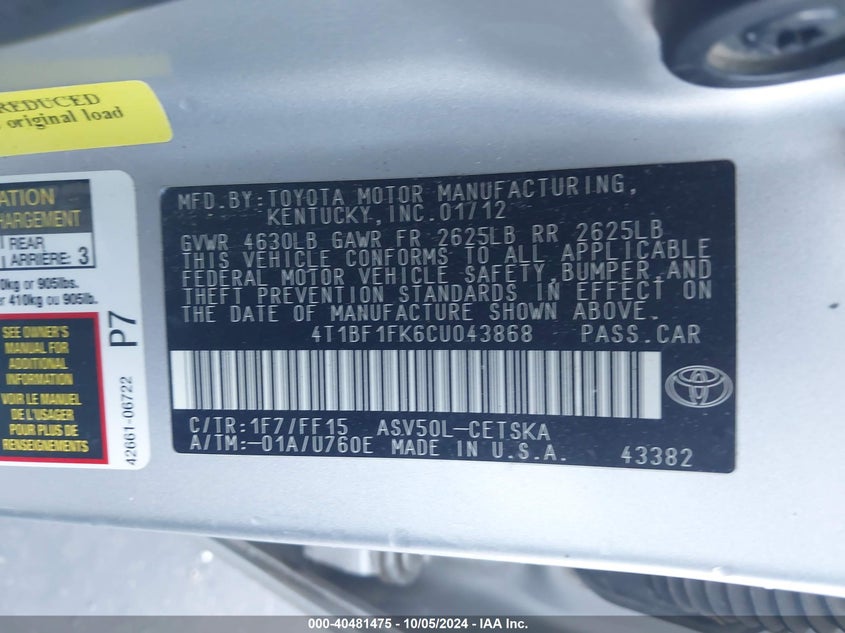 REDUCED
original load
ATION
HARGEMENT
REAR
ARRIÈRE 3
0kg or 905lbs.
er 410kg ou 905lb.
SEE OWNER'S
MANUAL FOR
ADDITIONAL
INFORMATION
VOIR LE MANUEL
DE L'USAGER
POUR PLUS DE
RENSEIGNEMENTS
P7
42661-06722
MFD.BY:TOYOTA MOTOR MANUFACTURING,
KENTUCKY,INC.01/12
GVWR 4630LB GAWR FR 2625LB RR 2625LB
THIS VEHICLE CONFORMS TO ALL APPLICABLE
FEDERAL MOTOR VEHICLE SAFETY,BUMPER,AND
THEFT PREVENTION STANDARDS IN EFFECT ON
THE DATE OF MANUFACTURE SHOWN ABOVE.
4T1BF1FK6CU043868 PASS.CAR
C/TR:1F7/FF15 ASV50L-CETSKA
A/TM:-01A/U760E MADE IN U.S.A. 43382
000-40481475 - 10/05/2024 - IAA Inc.